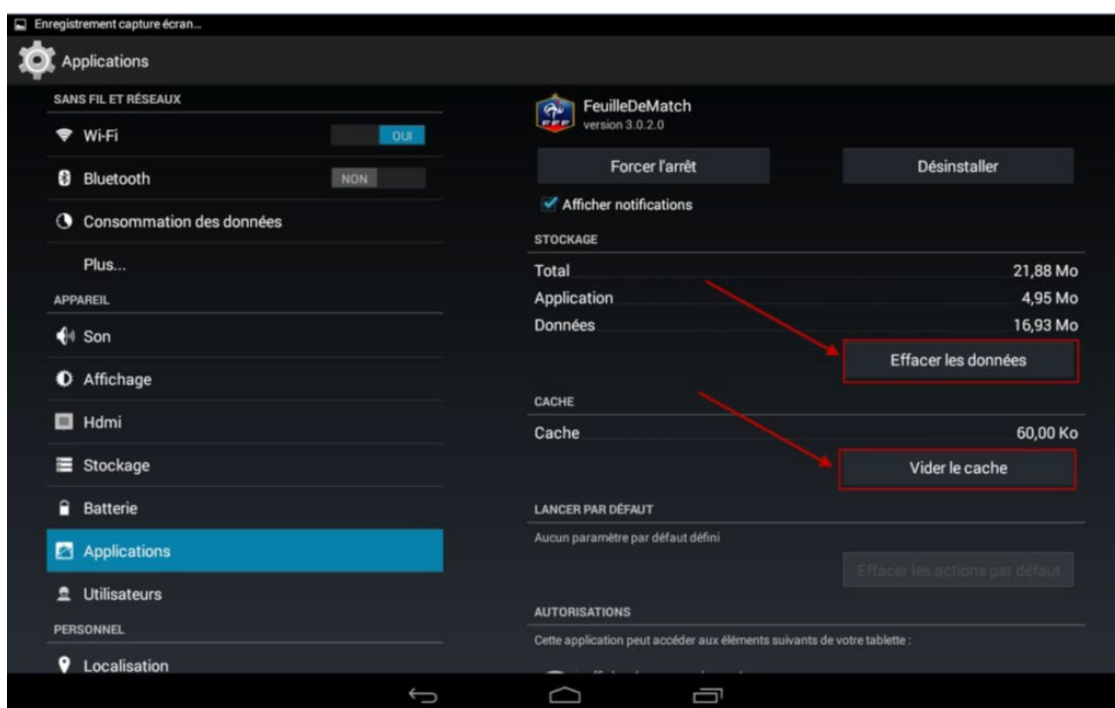 Enregistrement capture écran...
Applications
SANS FIL ET RÉSEAUX
Wi-Fi OUI
Bluetooth NON
Consommation des données
Plus...
APPAREIL
Son
Affichage
Hdmi
Stockage
Batterie
Applications
Utilisateurs
PERSONNEL
Localisation
FeuilleDeMatch
version 3.0.2.0
Forcer l'arrêt Désinstaller
Afficher notifications
STOCKAGE
Total 21,88 Mo
Application 4,95 Mo
Données 16,93 Mo
Effacer les données
CACHE
Cache 60,00 Ko
Vider le cache
LANCER PAR DÉFAUT
Aucun paramètre par défaut défini
Effacer les actions par défaut
AUTORISATIONS
Cette application peut accéder aux éléments suivants de votre tablette :